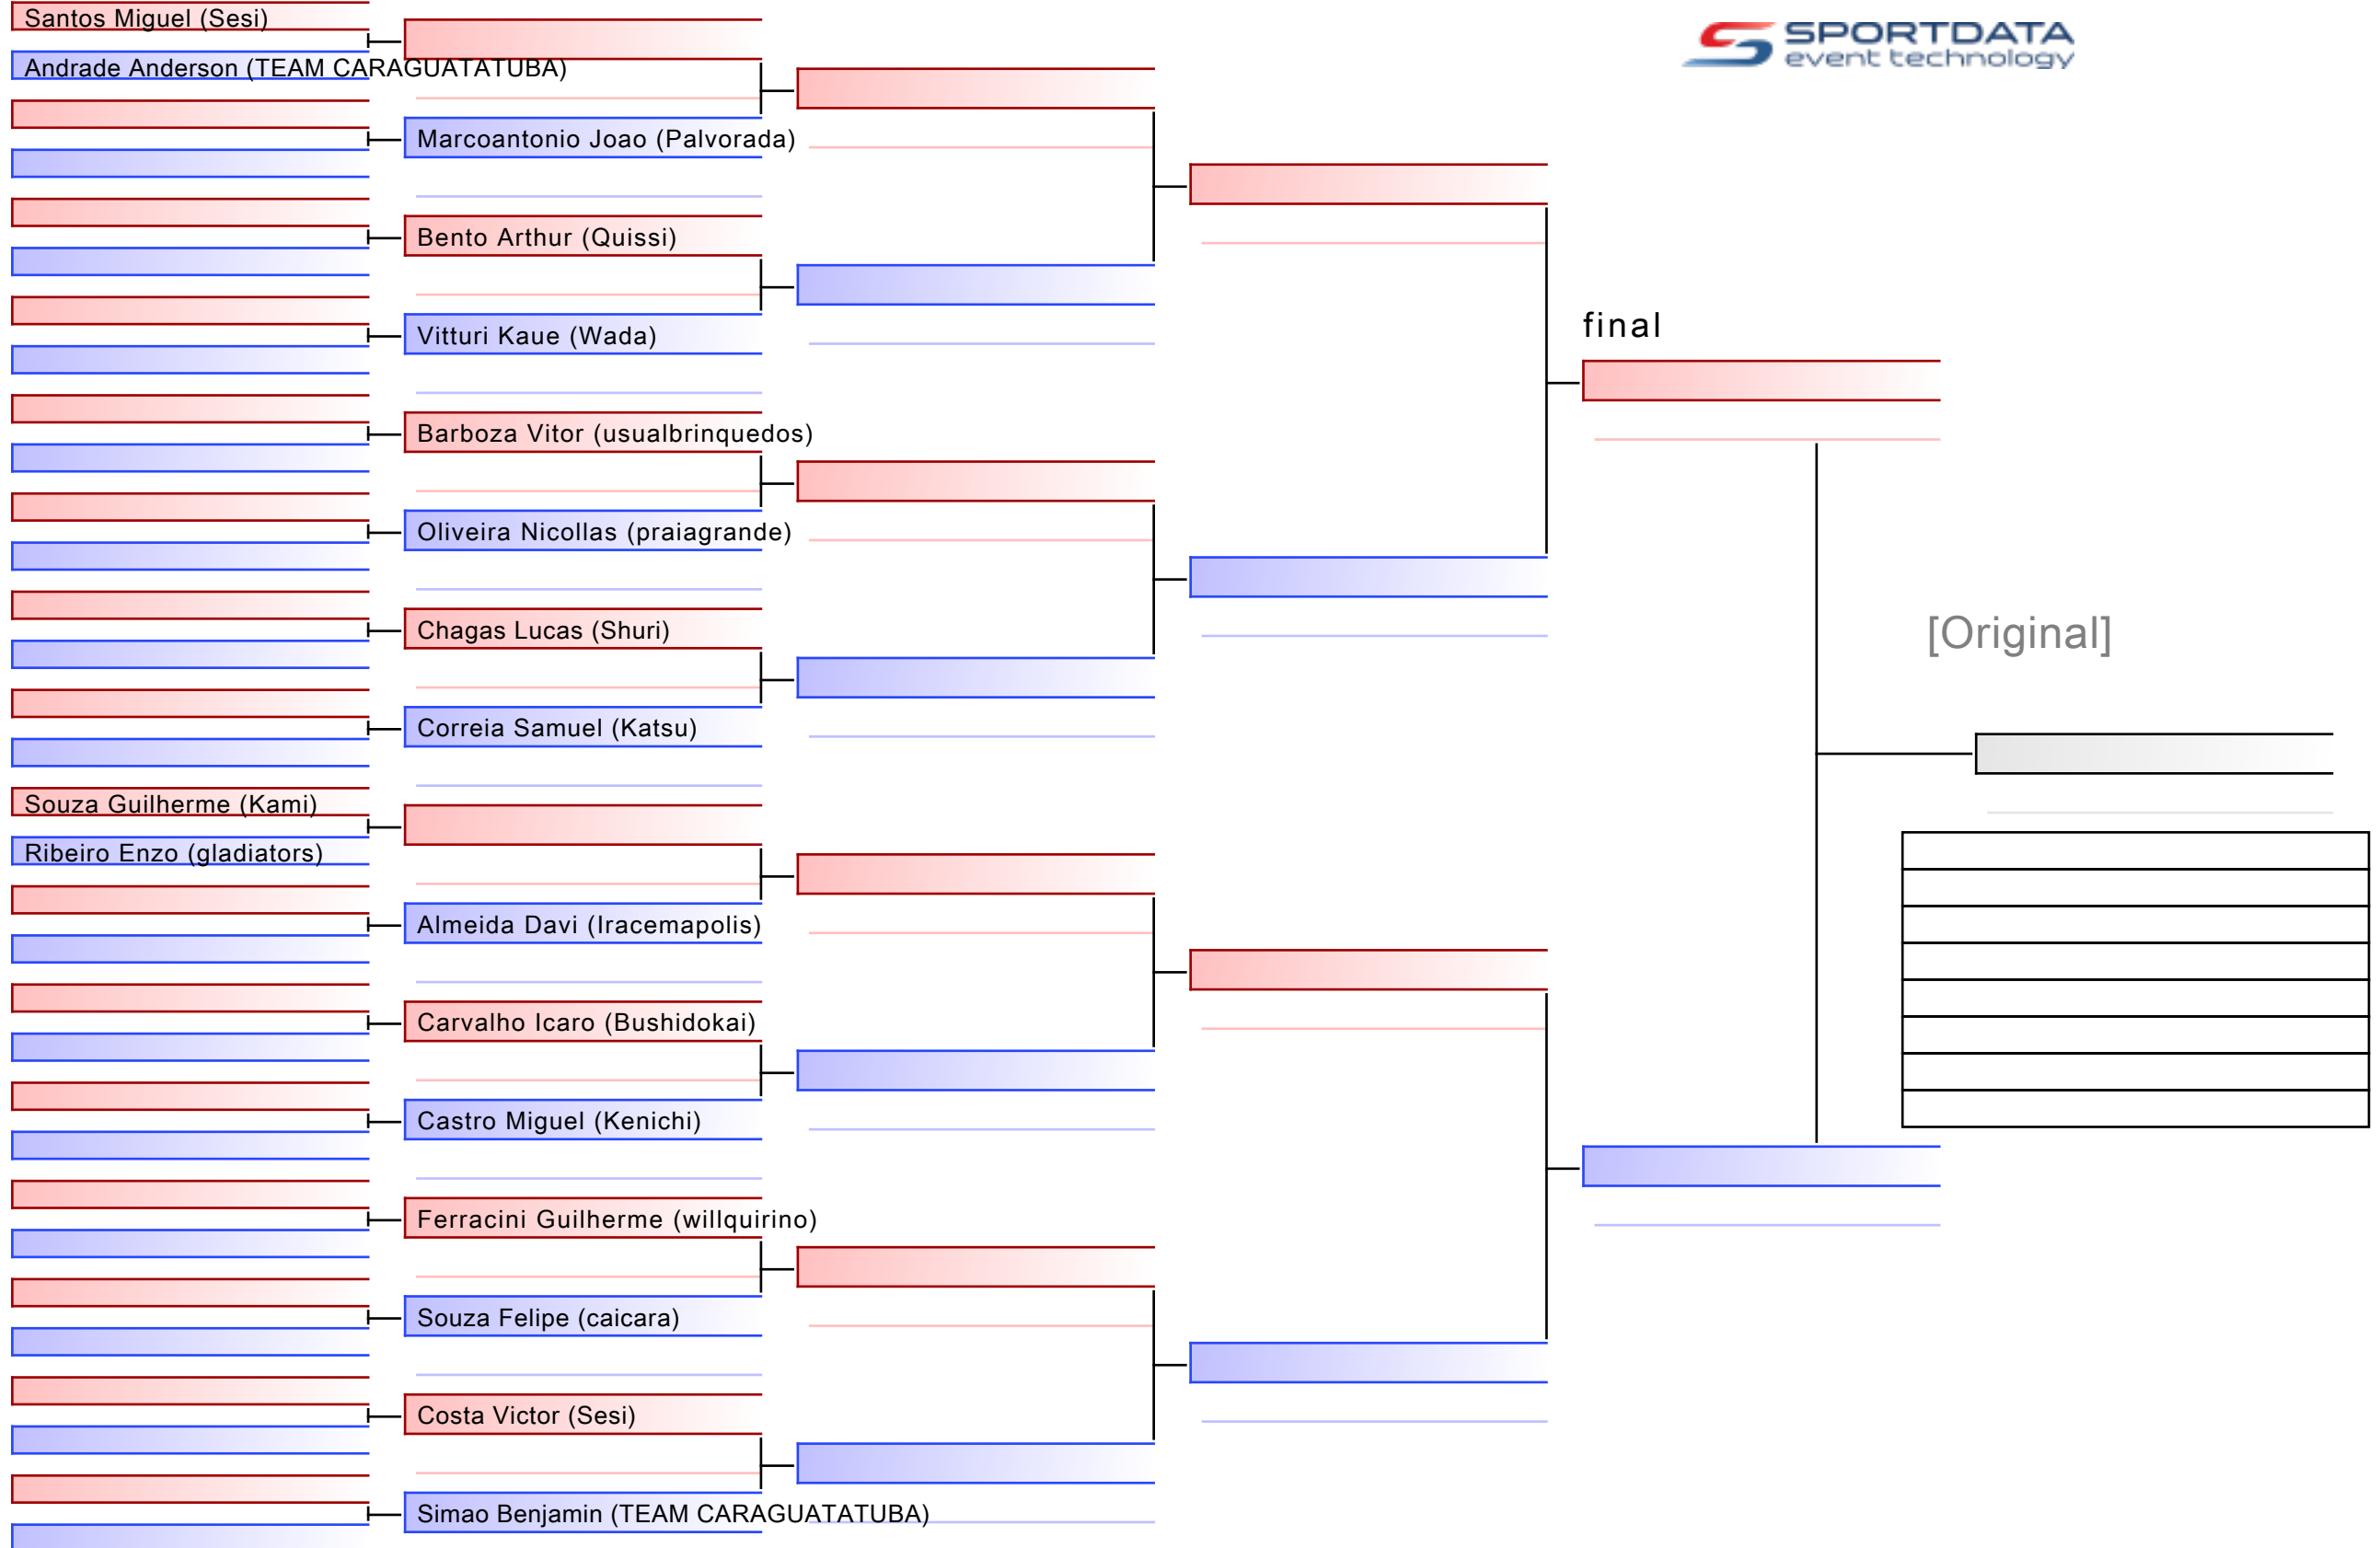 Santos Miguel (Sesi)
Andrade Anderson (TEAM CARAGUATATUBA)
Marcoantonio Joao (Palvorada)
Bento Arthur (Quissi)
Vitturi Kaue (Wada)
Barboza Vitor (usualbrinquedos)
Oliveira Nicollas (praiagrande)
Chagas Lucas (Shuri)
Correia Samuel (Katsu)
Souza Guilherme (Kami)
Ribeiro Enzo (gladiators)
Almeida Davi (Iracemapolis)
Carvalho Icaro (Bushidokai)
Castro Miguel (Kenichi)
Ferracini Guilherme (willquirino)
Souza Felipe (caicara)
Costa Victor (Sesi)
Simao Benjamin (TEAM CARAGUATATUBA)
final
SPORTDATA
event technology
[Original]